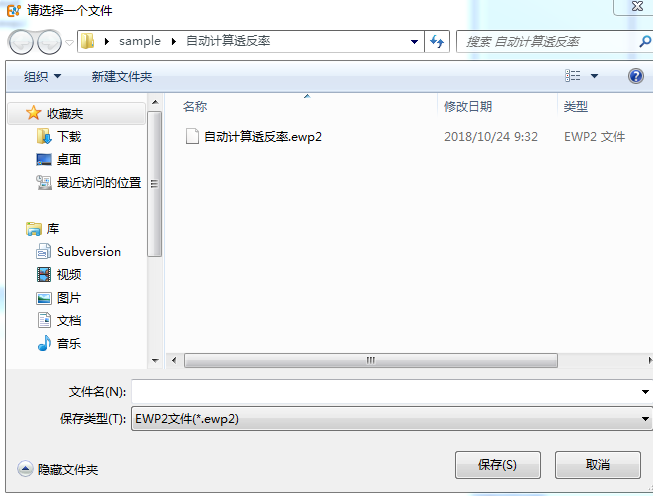 请选择一个文件
sample 自动计算透反率
搜索 自动计算透反率
组织 新建文件夹
名称 修改日期 类型
收藏夹
下载
桌面
最近访问的位置
库
Subversion
视频
图片
文档
音乐
自动计算透反率.ewp2 2018/10/24 9:32 EWP2 文件
文件名(N):
保存类型(T): EWP2文件(*.ewp2)
隐藏文件夹 保存(S) 取消